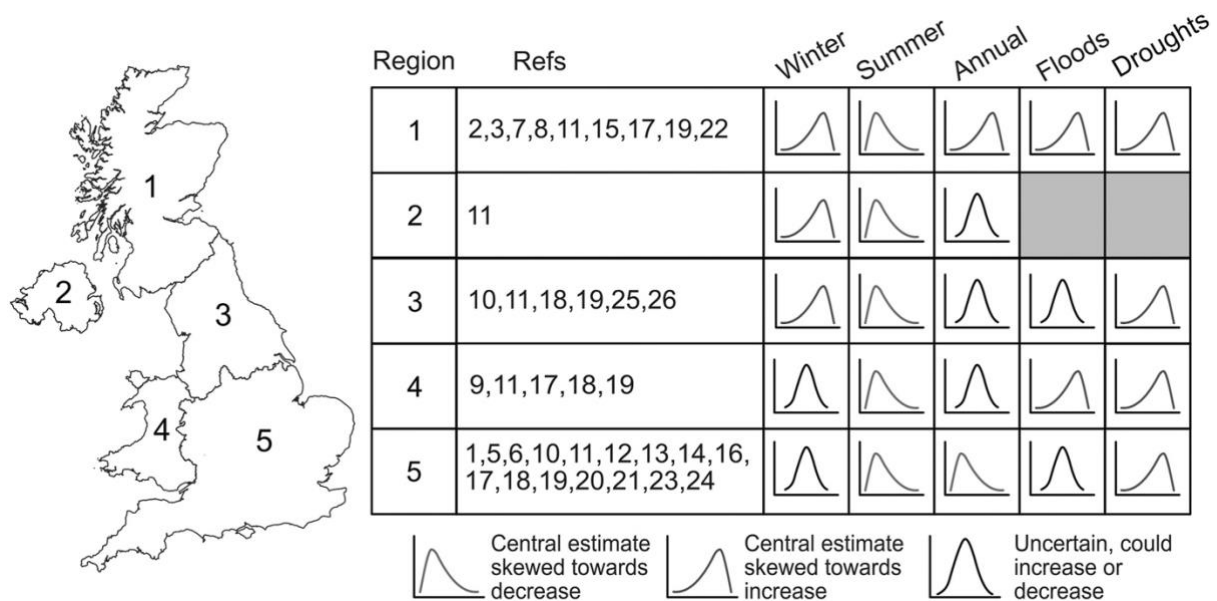 Region Refs Winter Summer Annual Floods Droughts
1 2,3,7,8,11,15,17,19,22
2 11
3 10,11,18,19,25,26
4 9,11,17,18,19
5 1,5,6,10,11,12,13,14,16,
17,18,19,20,21,23,24
1
2
3
4
5
Central estimate
skewed towards
decrease
Central estimate
skewed towards
increase
Uncertain, could
increase or
decrease